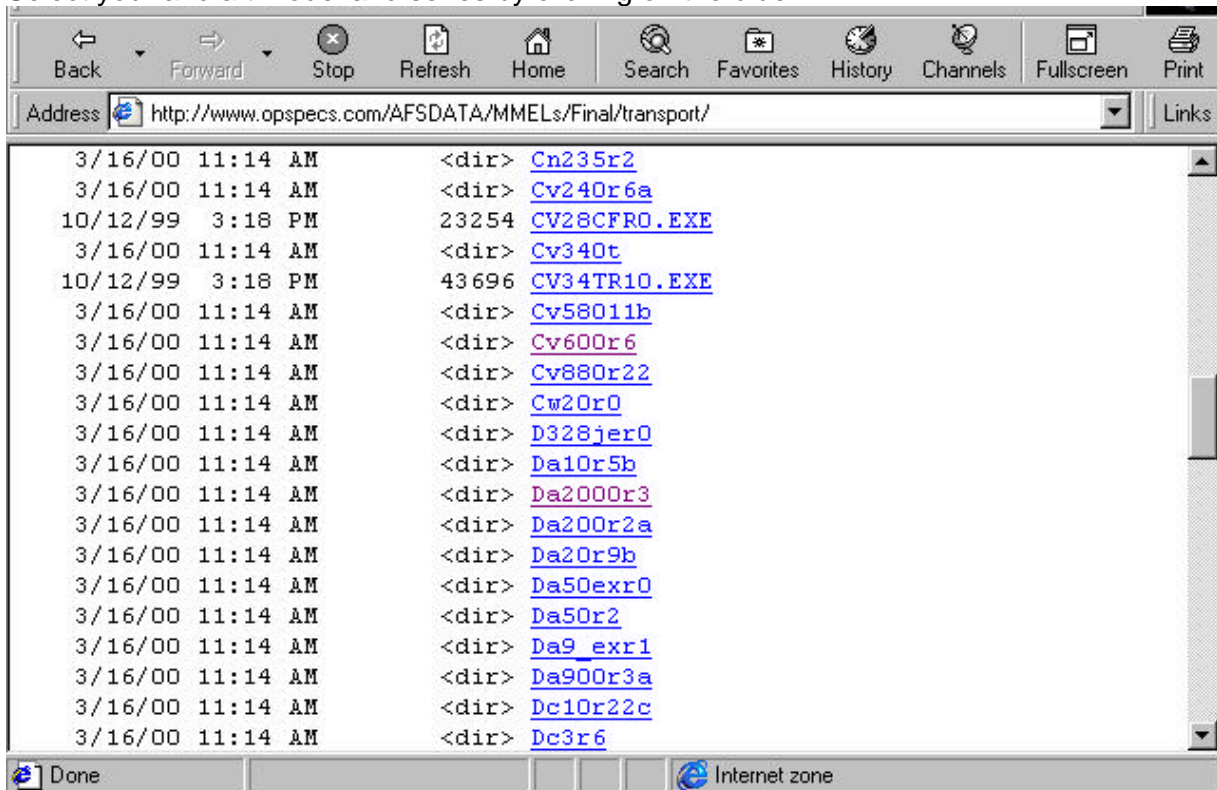 Back Forward Stop Refresh Home Search Favorites History Channels Fullscreen Print
Address http://www.opspecs.com/AFSDATA/MMELs/Final/transport/ Links
3/16/00 11:14 AM <dir> Cn235r2
3/16/00 11:14 AM <dir> Cv240r6a
10/12/99 3:18 PM 23254 CV28CFR0.EXE
3/16/00 11:14 AM <dir> Cv340t
10/12/99 3:18 PM 43696 CV34TR10.EXE
3/16/00 11:14 AM <dir> Cv58011b
3/16/00 11:14 AM <dir> Cv600r6
3/16/00 11:14 AM <dir> Cv880r22
3/16/00 11:14 AM <dir> Cw20r0
3/16/00 11:14 AM <dir> D328jer0
3/16/00 11:14 AM <dir> Da10r5b
3/16/00 11:14 AM <dir> Da2000r3
3/16/00 11:14 AM <dir> Da200r2a
3/16/00 11:14 AM <dir> Da20r9b
3/16/00 11:14 AM <dir> Da50exr0
3/16/00 11:14 AM <dir> Da50r2
3/16/00 11:14 AM <dir> Da9_exr1
3/16/00 11:14 AM <dir> Da900r3a
3/16/00 11:14 AM <dir> Dc10r22c
3/16/00 11:14 AM <dir> Dc3r6
Done Internet zone